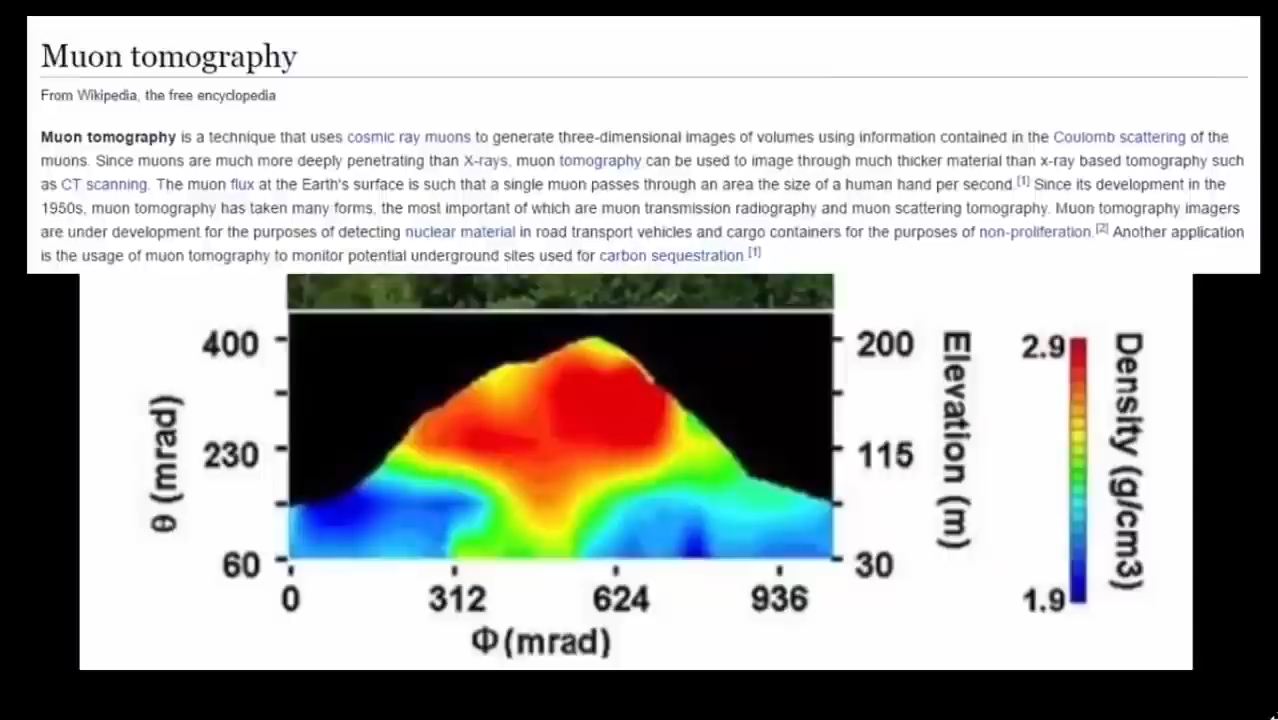 Muon tomography
From Wikipedia, the free encyclopedia
Muon tomography is a technique that uses cosmic ray muons to generate three-dimensional images of volumes using information contained in the Coulomb scattering of the
muons. Since muons are much more deeply penetrating than X-rays, muon tomography can be used to image through much thicker material than x-ray based tomography such
as CT scanning. The muon flux at the Earth's surface is such that a single muon passes through an area the size of a human hand per second.[1] Since its development in the
1950s, muon tomography has taken many forms, the most important of which are muon transmission radiography and muon scattering tomography. Muon tomography imagers
are under development for the purposes of detecting nuclear material in road transport vehicles and cargo containers for the purposes of non-proliferation.[2] Another application
is the usage of muon tomography to monitor potential underground sites used for carbon sequestration.[1]
400
230
60
θ (mrad)
0 312 624 936
Φ (mrad)
200
115
30
Elevation (m)
2.9
1.9
Density (g/cm3)